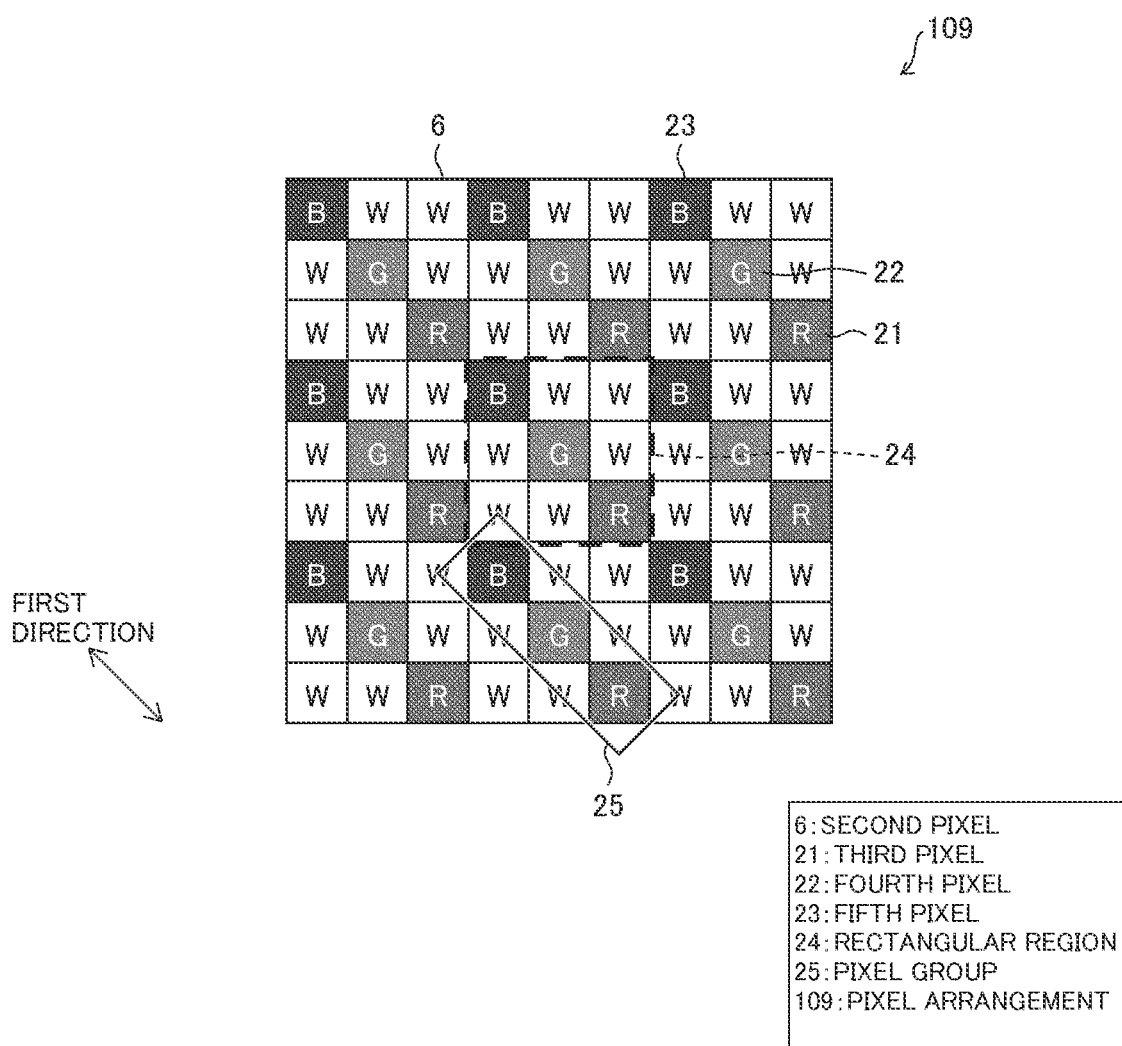 109
6 23
B W W B W W B W W
W G W W G W W G W 22
W W R W W R W W R 21
B W W B W W B W W
W G W W G W W G W 24
W W R W W R W W R
B W W B W W B W W
FIRST
DIRECTION
W G W W G W W G W
W W R W W R W W R
25
6:SECOND PIXEL
21:THIRD PIXEL
22:FOURTH PIXEL
23:FIFTH PIXEL
24:RECTANGULAR REGION
25:PIXEL GROUP
109:PIXEL ARRANGEMENT